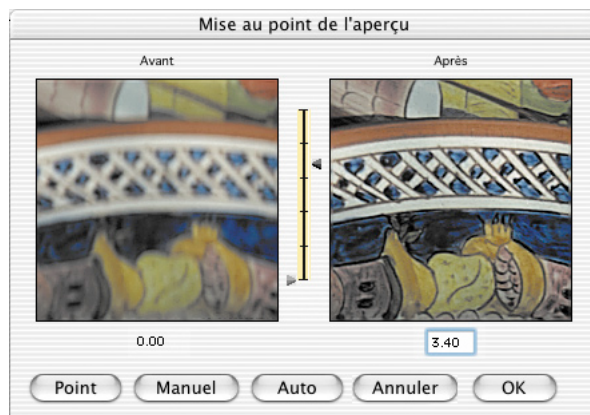 Mise au point de l'aperçu
Avant Après
0.00 3.40
Point Manuel Auto Annuler OK